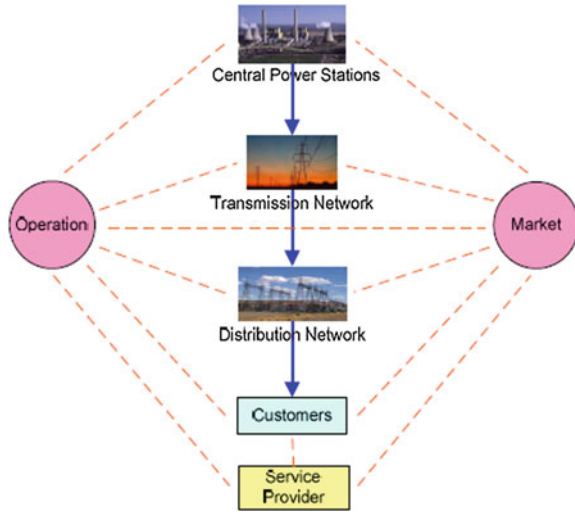 Central Power Stations
Transmission Network
Operation
Market
Distribution Network
Customers
Service
Provider